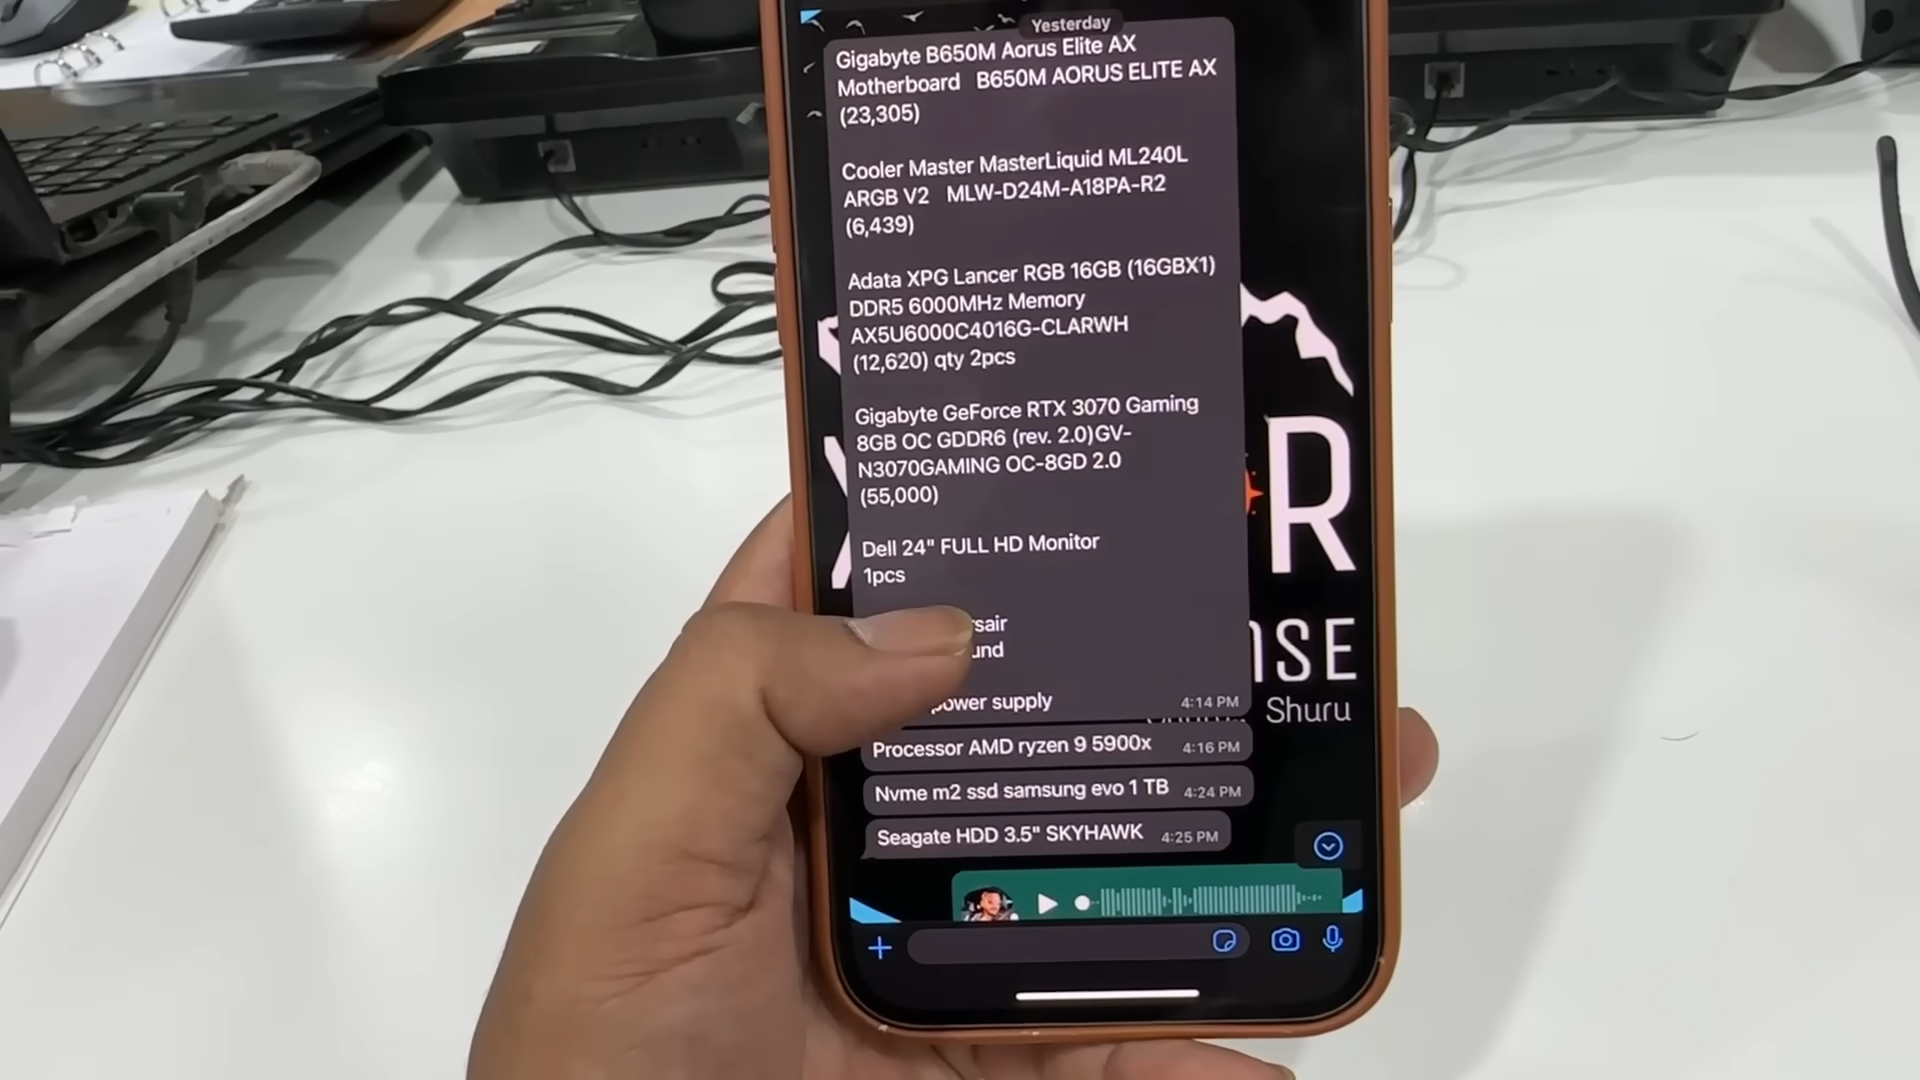 Yesterday
Gigabyte B650M Aorus Elite AX
Motherboard B650M AORUS ELITE AX
(23,305)
Cooler Master MasterLiquid ML240L
ARGB V2 MLW-D24M-A18PA-R2
(6,439)
Adata XPG Lancer RGB 16GB (16GBX1)
DDR5 6000MHz Memory
AX5U6000C4016G-CLARWH
(12,620) qty 2pcs
Gigabyte GeForce RTX 3070 Gaming
8GB OC GDDR6 (rev. 2.0)GV-
N3070GAMING OC-8GD 2.0
(55,000)
Dell 24" FULL HD Monitor
1pcs
power supply 4:14 PM
Shuru
Processor AMD ryzen 9 5900x 4:16 PM
Nvme m2 ssd samsung evo 1 TB 4:24 PM
Seagate HDD 3.5" SKYHAWK 4:25 PM